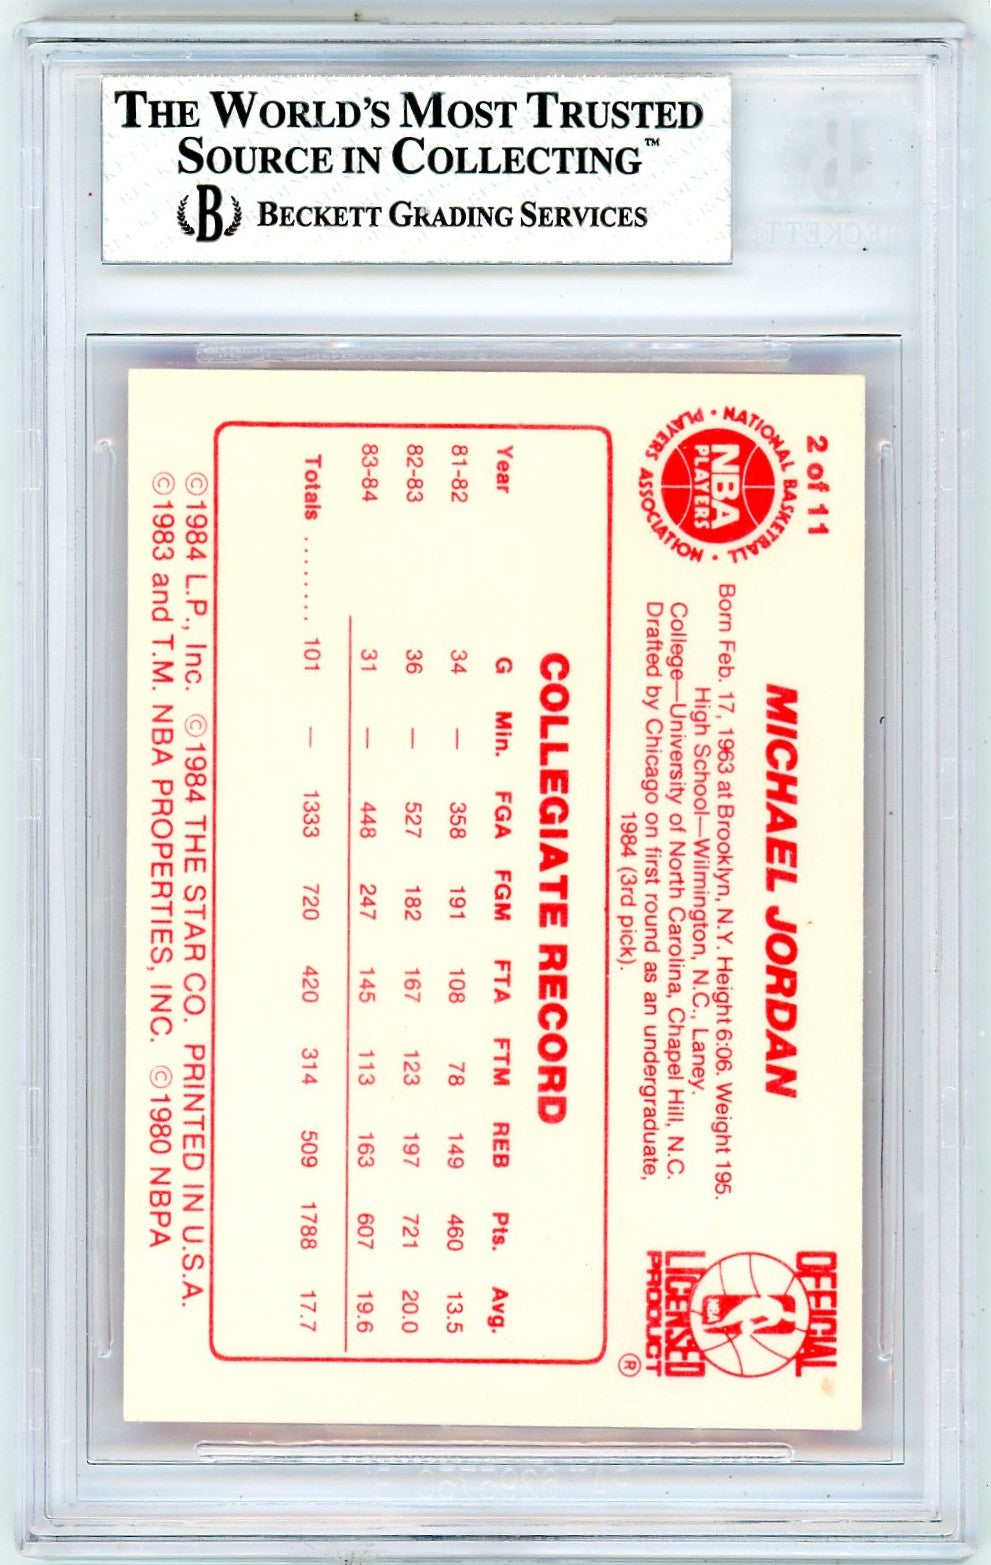 THE WORLD'S MOST TRUSTED
SOURCE IN COLLECTING™
B BECKETT GRADING SERVICES
2 of 11
NATIONAL BASKETBALL PLAYERS ASSOCIATION
NBA
PLAYERS
MICHAEL JORDAN
Born Feb. 17, 1963 at Brooklyn, N.Y. Height 6:06. Weight 195.
High School—Wilmington, N.C., Laney.
College—University of North Carolina, Chapel Hill, N.C.
Drafted by Chicago on first round as an undergraduate,
1984 (3rd pick).
OFFICIAL
LICENSED
PRODUCT ®
COLLEGIATE RECORD
Year G Min. FGA FGM FTA FTM REB Pts. Avg.
81-82 34 — 358 191 108 78 149 460 13.5
82-83 36 — 527 182 167 123 197 721 20.0
83-84 31 — 448 247 145 113 163 607 19.6
Totals ........ 101 — 1333 720 420 314 509 1788 17.7
©1984 L.P., Inc. ©1984 THE STAR CO. PRINTED IN U.S.A.
©1983 and T.M. NBA PROPERTIES, INC. ©1980 NBPA